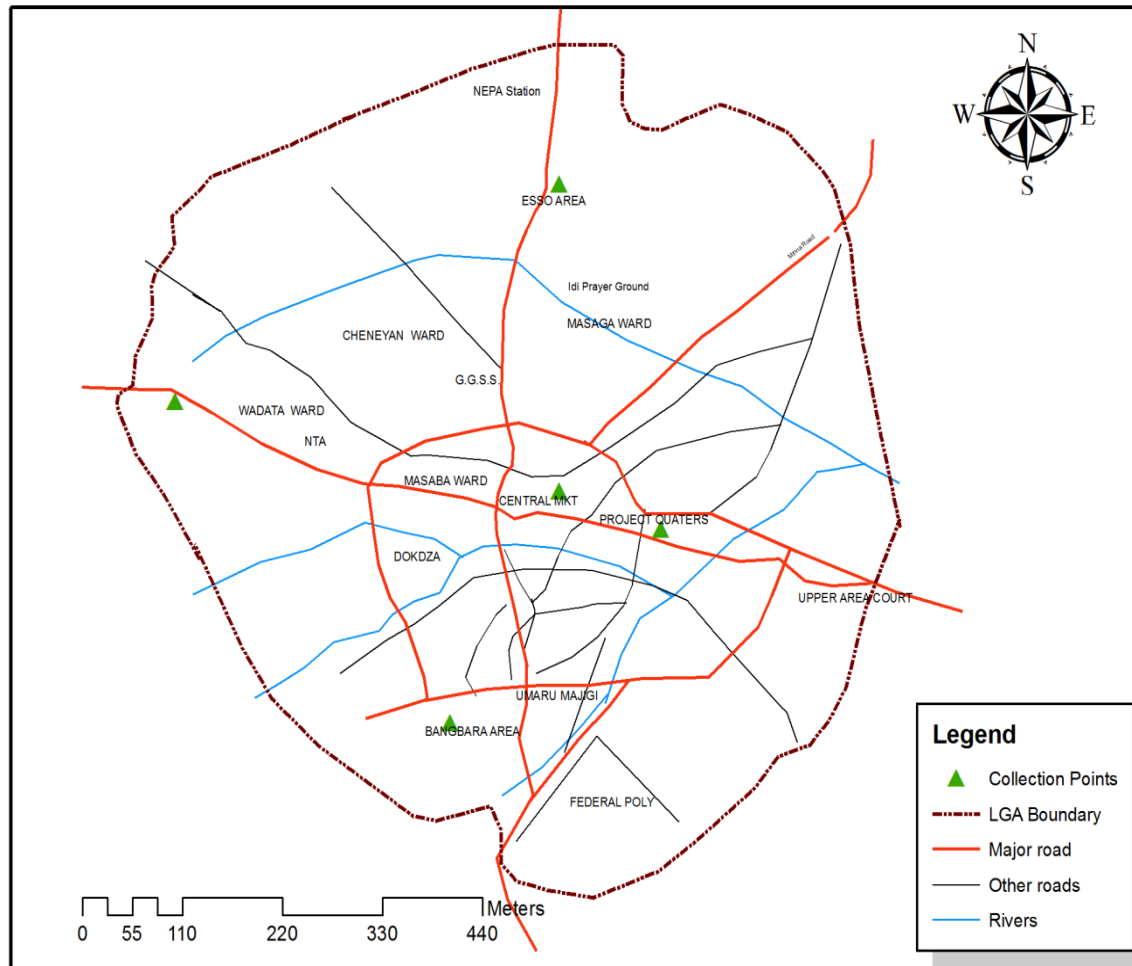 N
NEPA Station
W
E
S
ESSO AREA
Minna Road
Idi Prayer Ground
MASAGA WARD
CHENEYAN WARD
G.G.S.S.
WADATA WARD
NTA
MASABA WARD
CENTRAL MKT
PROJECT QUATERS
DOKDZA
UPPER AREA COURT
UMARU MAJIGI
BANGBARA AREA
FEDERAL POLY
Legend
Collection Points
LGA Boundary
Major road
Other roads
Rivers
Meters
0 55 110 220 330 440